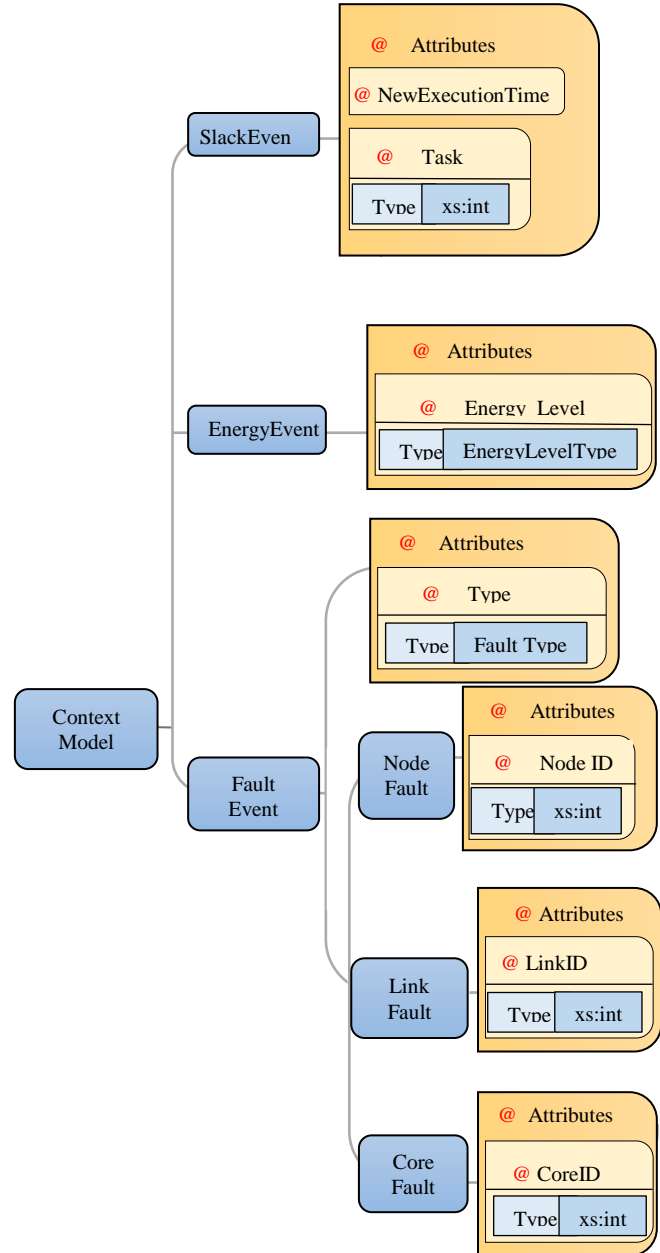 @ Attributes
@ NewExecutionTime
SlackEven
@ Task
Type xs:int
@ Attributes
@ Energy_Level
EnergyEvent
Type EnergyLevelType
@ Attributes
@ Type
Type Fault Type
Context
Model
Fault
Event
@ Attributes
Node
Fault
@ Node ID
Type xs:int
@ Attributes
@ LinkID
Link
Fault
Type xs:int
@ Attributes
Core
Fault
@ CoreID
Type xs:int